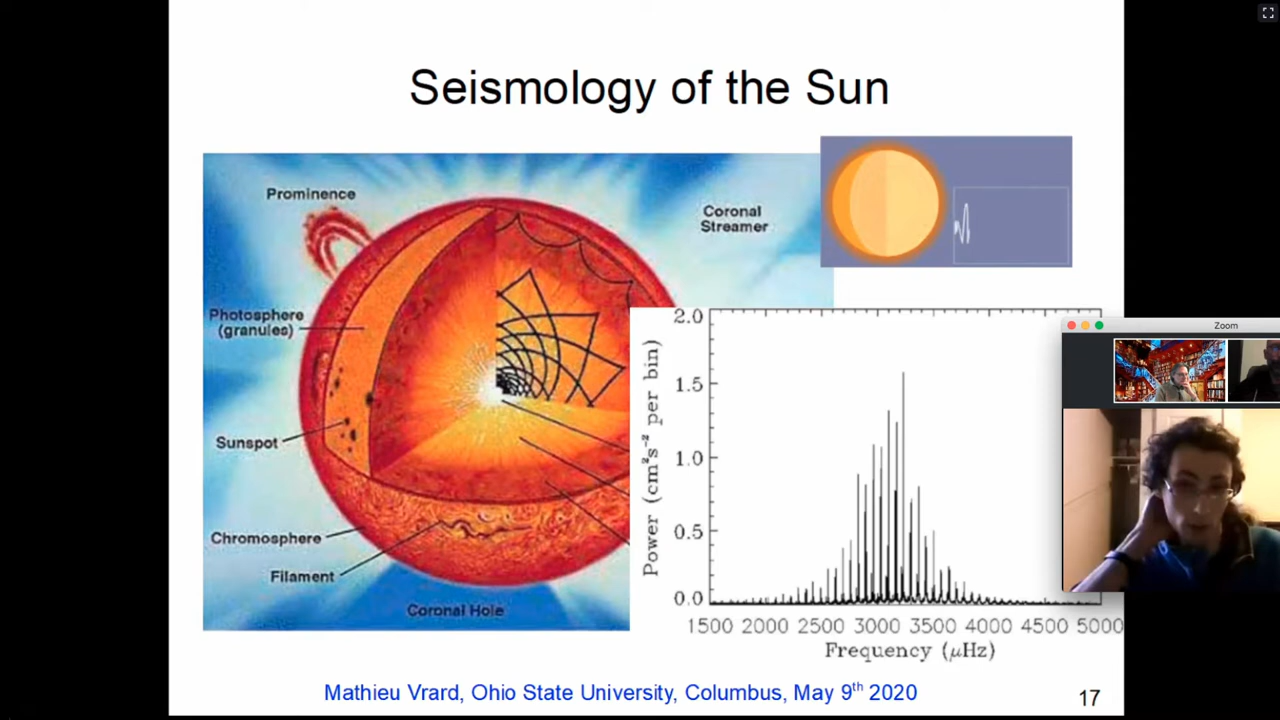 Seismology of the Sun
Prominence
Coronal
Streamer
Photosphere
(granules)
Sunspot
Chromosphere
Filament
Coronal Hole
2.0
1.5
1.0
0.5
0.0
Power (cm²s⁻² per bin)
1500 2000 2500 3000 3500 4000 4500 5000
Frequency (μHz)
Zoom
Mathieu Vrard, Ohio State University, Columbus, May 9th 2020
17